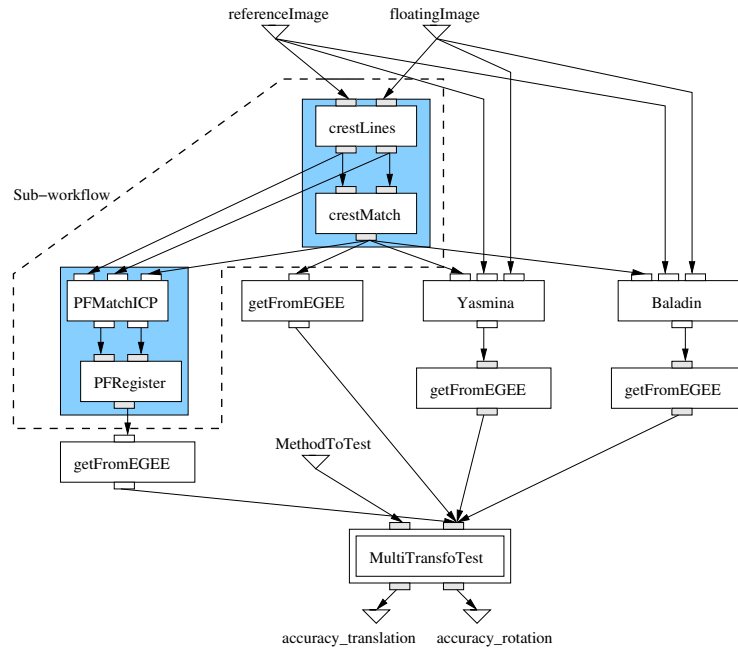 referenceImage
floatingImage
crestLines
Sub-workflow
crestMatch
PFMatchICP
getFromEGEE
Yasmina
Baladin
PFRegister
getFromEGEE
getFromEGEE
MethodToTest
getFromEGEE
MultiTransfoTest
accuracy_translation
accuracy_rotation